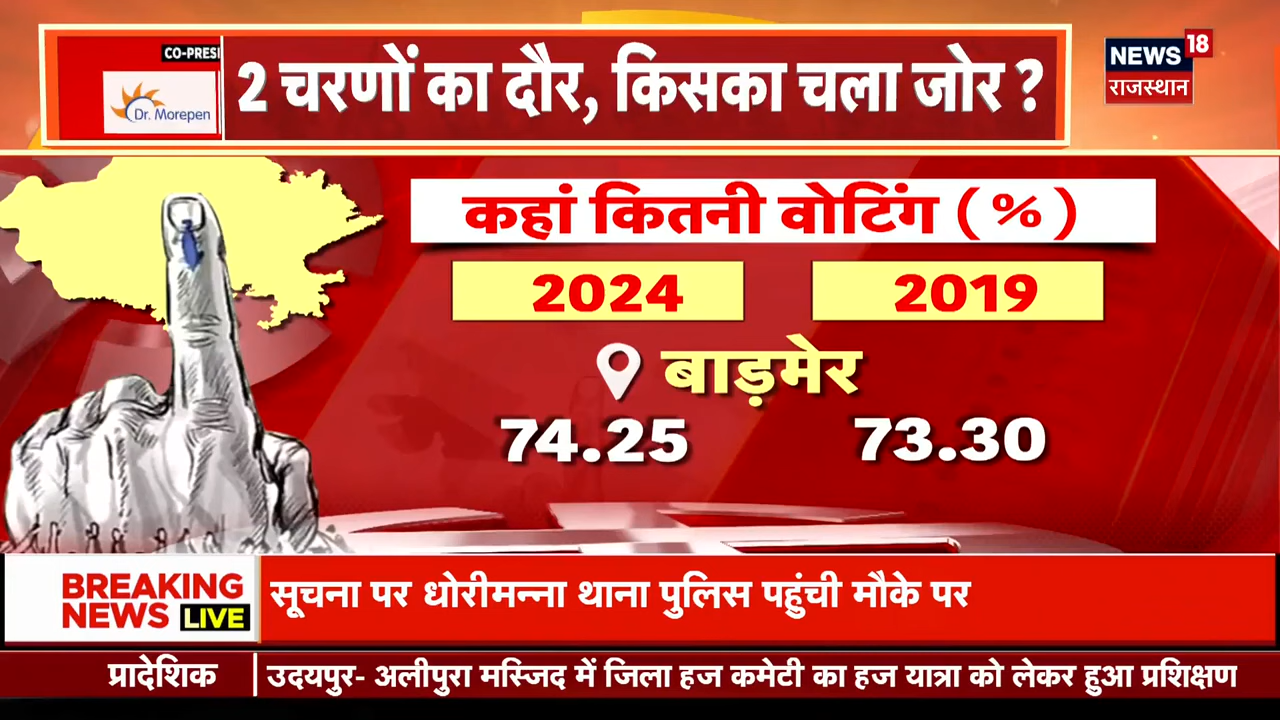 CO-PRESI
Dr. Morepen
2 चरणों का दौर, किसका चला जोर ?
NEWS 18
राजस्थान
कहां कितनी वोटिंग ( % )
2024 2019
बाड़मेर
74.25 73.30
BREAKING
NEWS LIVE
सूचना पर धोरीमन्ना थाना पुलिस पहुंची मौके पर
प्रादेशिक उदयपुर- अलीपुरा मस्जिद में जिला हज कमेटी का हज यात्रा को लेकर हुआ प्रशिक्षण